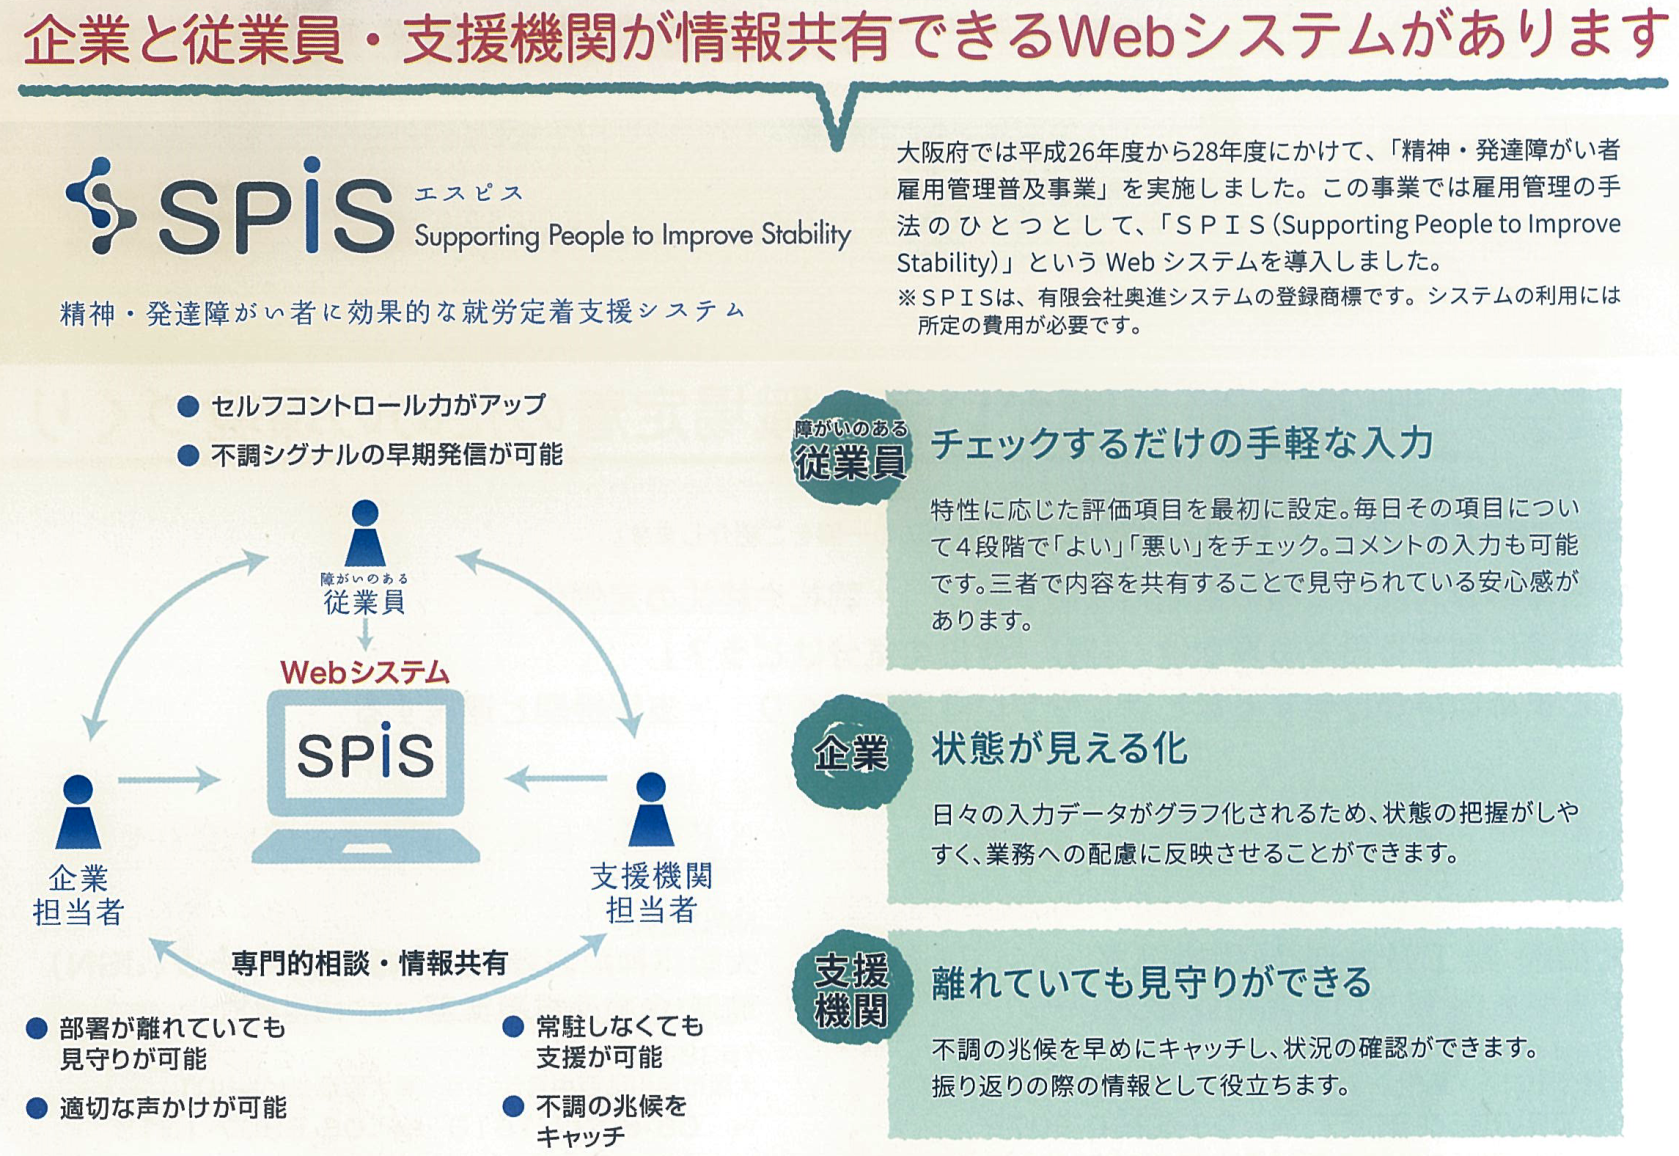 企業と従業員・支援機関が情報共有できるWebシステムがあります
SPiS
エスピス
Supporting People to Improve Stability
精神・発達障がい者に効果的な就労定着支援システム
大阪府では平成26年度から28年度にかけて、「精神・発達障がい者
雇用管理普及事業」を実施しました。この事業では雇用管理の手
法のひとつとして、「ＳＰＩＳ（Supporting People to Improve
Stability）」という Web システムを導入しました。
※ＳＰＩＳは、有限会社奥進システムの登録商標です。システムの利用には
所定の費用が必要です。
● セルフコントロール力がアップ
● 不調シグナルの早期発信が可能
障がいのある
従業員
Webシステム
SPiS
企業
担当者
支援機関
担当者
専門的相談・情報共有
● 部署が離れていても
見守りが可能
● 適切な声かけが可能
● 常駐しなくても
支援が可能
● 不調の兆候を
キャッチ
障がいのある
従業員
チェックするだけの手軽な入力
特性に応じた評価項目を最初に設定。毎日その項目につい
て４段階で「よい」「悪い」をチェック。コメントの入力も可能
です。三者で内容を共有することで見守られている安心感が
あります。
企業
状態が見える化
日々の入力データがグラフ化されるため、状態の把握がしや
すく、業務への配慮に反映させることができます。
支援
機関
離れていても見守りができる
不調の兆候を早めにキャッチし、状況の確認ができます。
振り返りの際の情報として役立ちます。